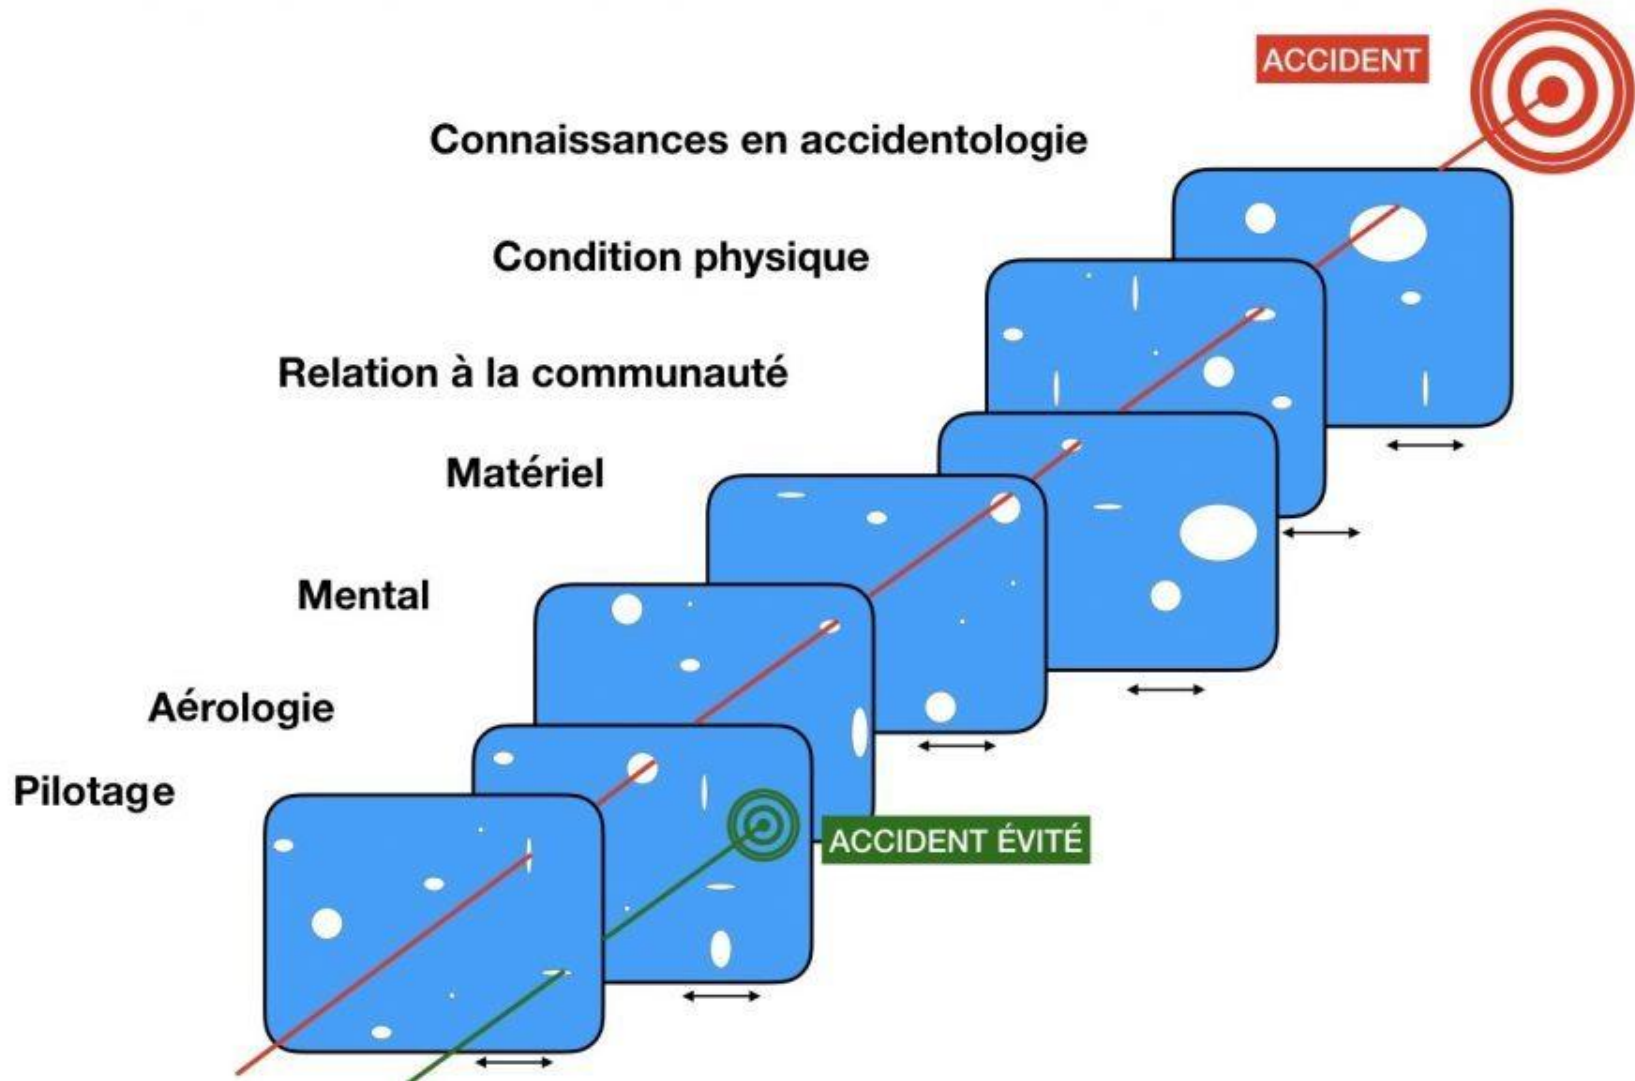 ACCIDENT
Connaissances en accidentologie
Condition physique
Relation à la communauté
Matériel
Mental
Aérologie
Pilotage
ACCIDENT ÉVITÉ